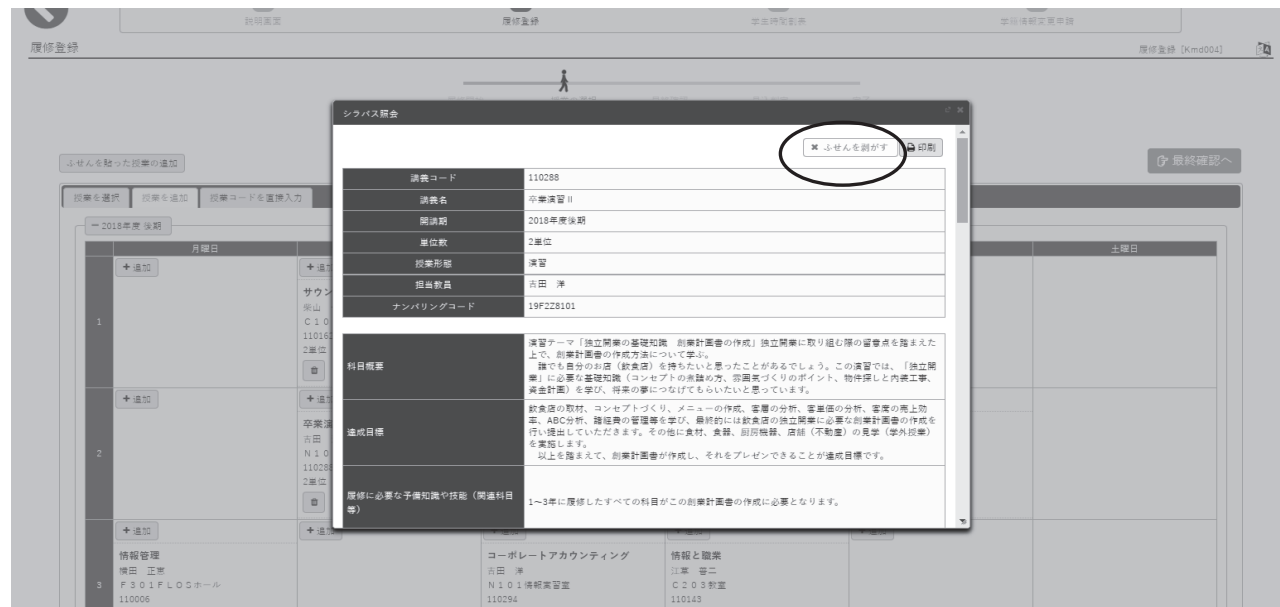 説明画面
履修登録
学生時間割表
学籍情報変更申請
履修登録
履修登録 [Kmd004]
シラバス照会
✖ ふせんを剥がす
印刷
ふせんを貼った授業の追加
最終確認へ
授業を選択
授業を追加
授業コードを直接入力
2018年度 後期
月曜日
土曜日
講義コード 110288
講義名 卒業演習Ⅱ
開講期 2018年度後期
単位数 2単位
授業形態 演習
担当教員 吉田 洋
ナンバリングコード 19F2Z8101
科目概要
演習テーマ「独立開業の基礎知識 創業計画書の作成」独立開業に取り組む際の留意点を踏まえた
上で、創業計画書の作成方法について学ぶ。
誰でも自分のお店（飲食店）を持ちたいと思ったことがあるでしょう。この演習では、「独立開
業」に必要な基礎知識（コンセプトの煮詰め方、雰囲気づくりのポイント、物件探しと内装工事、
資金計画）を学び、将来の夢につなげてもらいたいと思っています。
達成目標
飲食店の取材、コンセプトづくり、メニューの作成、客層の分析、客単価の分析、客席の売上効
率、ABC分析、諸経費の管理等を学び、最終的には飲食店の独立開業に必要な創業計画書の作成を
行い提出していただきます。その他に食材、食器、厨房機器、店舗（不動産）の見学（学外授業）
を実施します。
以上を踏まえて、創業計画書が作成し、それをプレゼンできることが達成目標です。
履修に必要な予備知識や技能（関連科目
等）
1～3年に履修したすべての科目がこの創業計画書の作成に必要となります。
1
＋追加
＋追加
サウン
柴山
C10
11016
2単位
2
＋追加
＋追加
卒業演
吉田
N10
110288
2単位
3
＋追加
＋追加
情報管理
横田 正恵
F301FLOSホール
110006
コーポレートアカウンティング
吉田 洋
N101情報実習室
110294
情報と職業
江草 普二
C203教室
110143